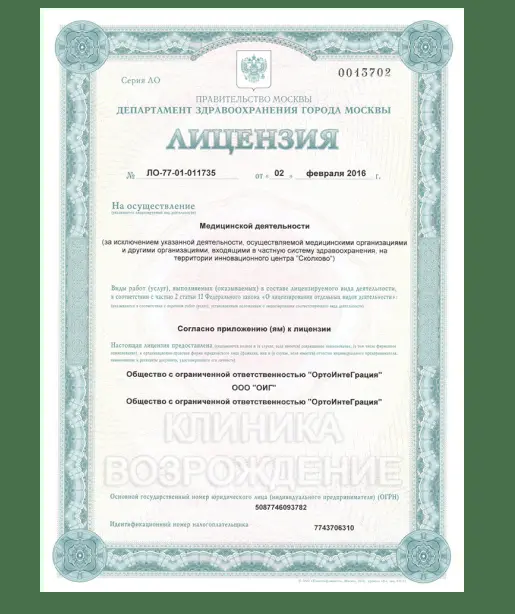 Серия ЛО
0013702
ПРАВИТЕЛЬСТВО МОСКВЫ
ДЕПАРТАМЕНТ ЗДРАВООХРАНЕНИЯ ГОРОДА МОСКВЫ
ЛИЦЕНЗИЯ
№ ЛО-77-01-011735 от « 02 » февраля 2016 г.
На осуществление
Медицинской деятельности
(за исключением указанной деятельности, осуществляемой медицинскими организациями
и другими организациями, входящими в частную систему здравоохранения, на
территории инновационного центра "Сколково")
Виды работ (услуг), выполняемых (оказываемых) в составе лицензируемого вида деятельности,
в соответствии с частью 2 статьи 12 Федерального закона «О лицензировании отдельных видов деятельности»:
Согласно приложению (ям) к лицензии
Настоящая лицензия предоставлена
Общество с ограниченной ответственностью "ОртоИнтеГрация"
ООО "ОИГ"
Общество с ограниченной ответственностью "ОртоИнтеГрация"
КЛИНИКА
ВОЗРОЖДЕНИЕ
Основной государственный номер юридического лица (индивидуального предпринимателя) (ОГРН)
5087746093782
Идентификационный номер налогоплательщика 7743706310